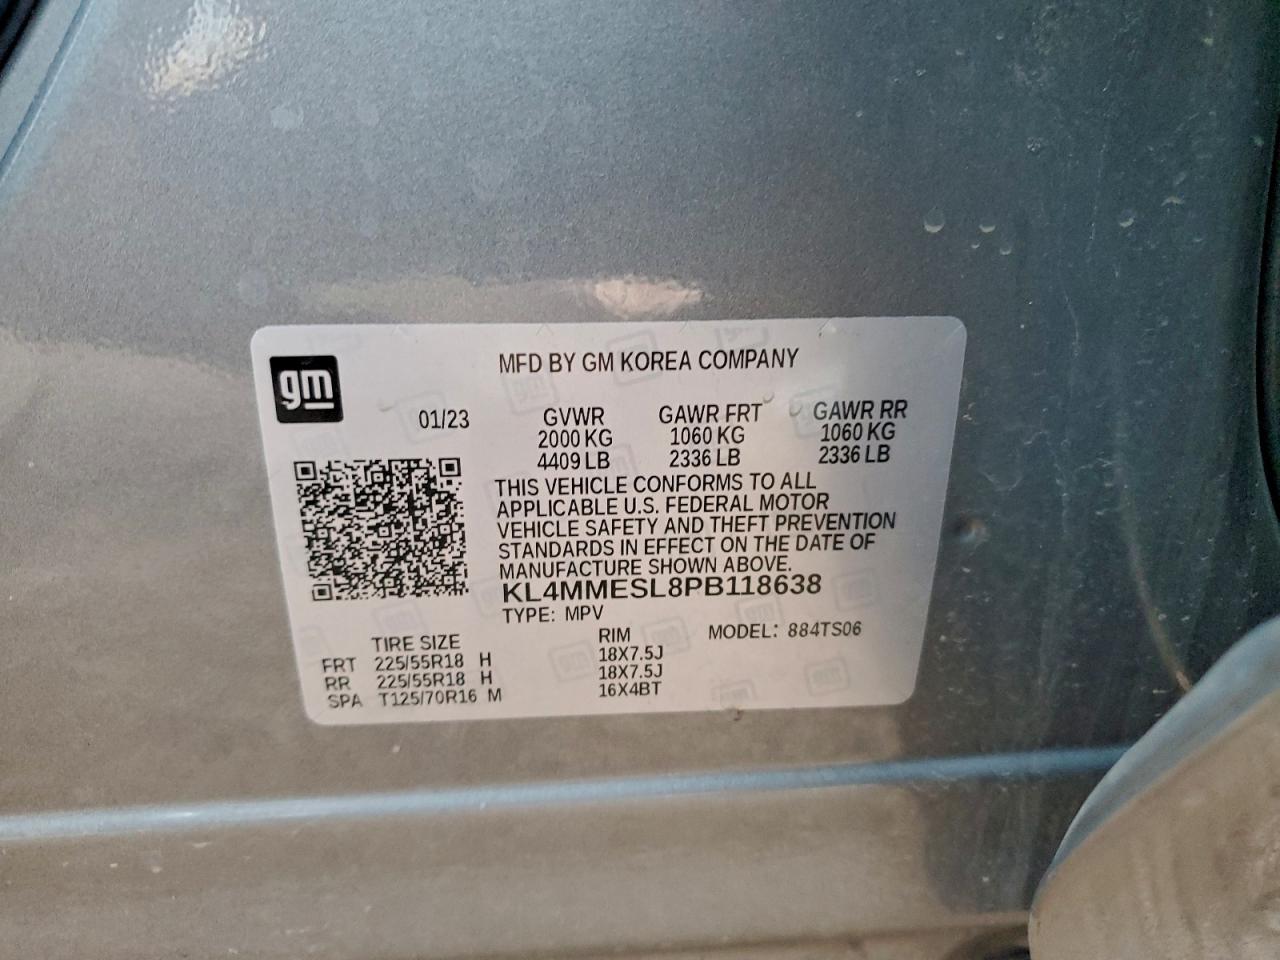 gm
MFD BY GM KOREA COMPANY
01/23 GVWR GAWR FRT GAWR RR
2000 KG 1060 KG 1060 KG
4409 LB 2336 LB 2336 LB
THIS VEHICLE CONFORMS TO ALL
APPLICABLE U.S. FEDERAL MOTOR
VEHICLE SAFETY AND THEFT PREVENTION
STANDARDS IN EFFECT ON THE DATE OF
MANUFACTURE SHOWN ABOVE.
KL4MMESL8PB118638
TYPE: MPV
MODEL: 884TS06
TIRE SIZE RIM
FRT 225/55R18 H 18X7.5J
RR 225/55R18 H 18X7.5J
SPA T125/70R16 M 16X4BT